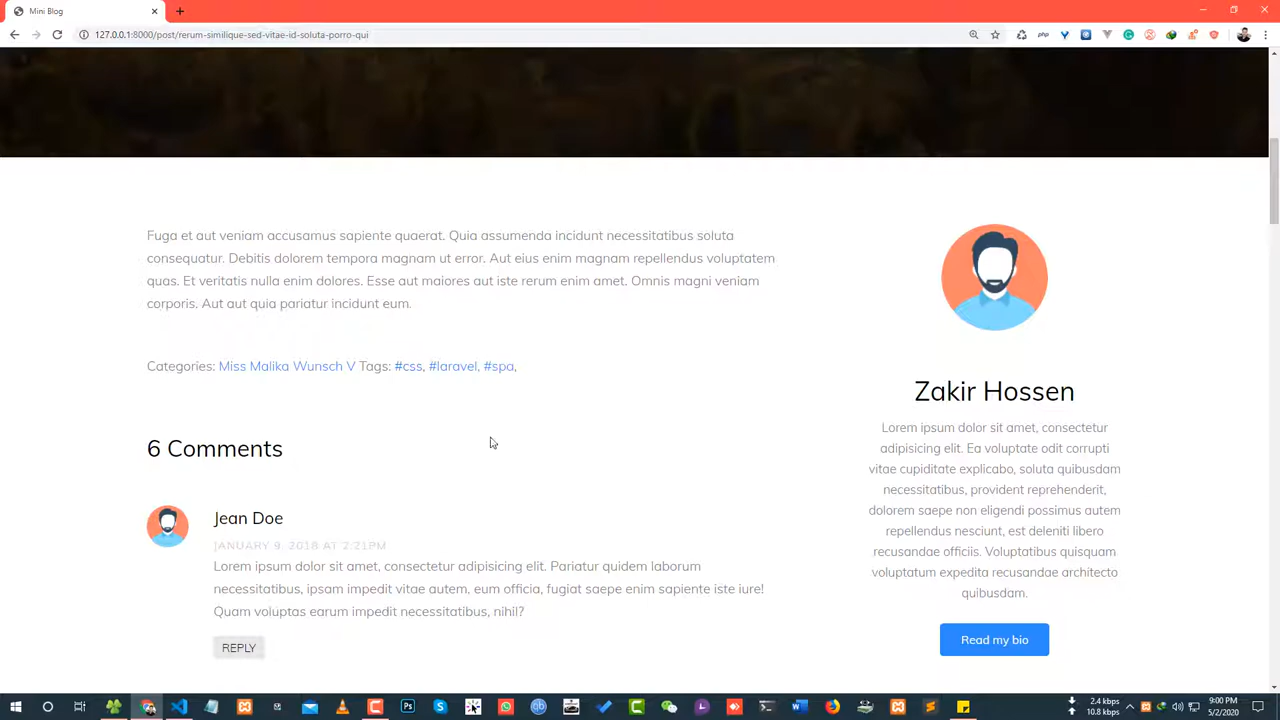 Mini Blog
127.0.0.1:8000/post/rerum-similique-sed-vitae-id-soluta-porro-qui
php
Fuga et aut veniam accusamus sapiente quaerat. Quia assumenda incidunt necessitatibus soluta
consequatur. Debitis dolorem tempora magnam ut error. Aut eius enim magnam repellendus voluptatem
quas. Et veritatis nulla enim dolores. Esse aut maiores aut iste rerum enim amet. Omnis magni veniam
corporis. Aut aut quia pariatur incidunt eum.
Categories: Miss Malika Wunsch V Tags: #css, #laravel, #spa,
6 Comments
Jean Doe
JANUARY 9, 2018 AT 2:21PM
Lorem ipsum dolor sit amet, consectetur adipisicing elit. Pariatur quidem laborum
necessitatibus, ipsam impedit vitae autem, eum officia, fugiat saepe enim sapiente iste iure!
Quam voluptas earum impedit necessitatibus, nihil?
REPLY
Zakir Hossen
Lorem ipsum dolor sit amet, consectetur
adipisicing elit. Ea voluptate odit corrupti
vitae cupiditate explicabo, soluta quibusdam
necessitatibus, provident reprehenderit,
dolorem saepe non eligendi possimus autem
repellendus nesciunt, est deleniti libero
recusandae officiis. Voluptatibus quisquam
voluptatum expedita recusandae architecto
quibusdam.
Read my bio
2.4 kbps
10.8 kbps
9:00 PM
5/2/2020